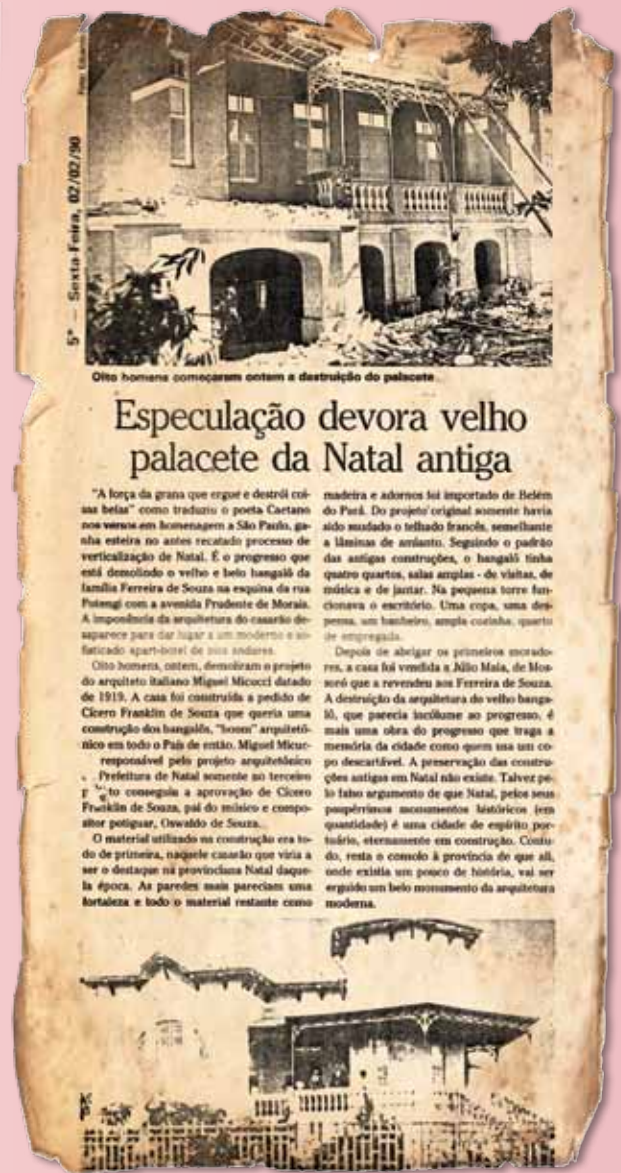 Foto: Eduardo
5ª — Sexta-Feira, 02/02/90
Oito homens começaram ontem a destruição do palacete
Especulação devora velho
palacete da Natal antiga
"A força da grana que ergue e destrói coi-
sas belas" como traduziu o poeta Caetano
nos versos em homenagem a São Paulo, ga-
nha esteira no antes recatado processo de
verticalização de Natal. É o progresso que
está demolindo o velho e belo bangalô da
família Ferreira de Souza na esquina da rua
Potengi com a avenida Prudente de Morais.
A imponência da arquitetura do casarão de-
saparece para dar lugar a um moderno e so-
fisticado apart-hotel de seis andares.
Oito homens, ontem, demoliram o projeto
do arquiteto italiano Miguel Micucci datado
de 1919. A casa foi construída a pedido de
Cícero Franklin de Souza que queria uma
construção dos bangalôs, "boom" arquitetô-
nico em todo o País de então. Miguel Micuc-
responsável pelo projeto arquitetônico
Prefeitura de Natal somente no terceiro
to conseguiu a aprovação de Cícero
Franklin de Souza, pai do músico e compo-
sitor potiguar, Oswaldo de Souza.
O material utilizado na construção era to-
do de primeira, naquele casarão que viria a
ser o destaque na provinciana Natal daque-
la época. As paredes mais pareciam uma
fortaleza e todo o material restante como
madeira e adornos foi importado de Belém
do Pará. Do projeto original somente havia
sido mudado o telhado francês, semelhante
a lâminas de amianto. Seguindo o padrão
das antigas construções, o bangalô tinha
quatro quartos, salas amplas - de visitas, de
música e de jantar. Na pequena torre fun-
cionava o escritório. Uma copa, uma des-
pensa, um banheiro, ampla cozinha, quarto
de empregada.
Depois de abrigar os primeiros morado-
res, a casa foi vendida a Júlio Maia, de Mos-
soró que a revendeu aos Ferreira de Souza.
A destruição da arquitetura do velho banga-
lô, que parecia incólume ao progresso, é
mais uma obra do progresso que traga a
memória da cidade como quem usa um co-
po descartável. A preservação das constru-
ções antigas em Natal não existe. Talvez pe-
lo falso argumento de que Natal, pelos seus
paupérrimos monumentos históricos (em
quantidade) é uma cidade de espírito por-
tuário, eternamente em construção. Contu-
do, resta o consolo à província de que ali,
onde existia um pouco de história, vai ser
erguido um belo monumento da arquitetura
moderna.